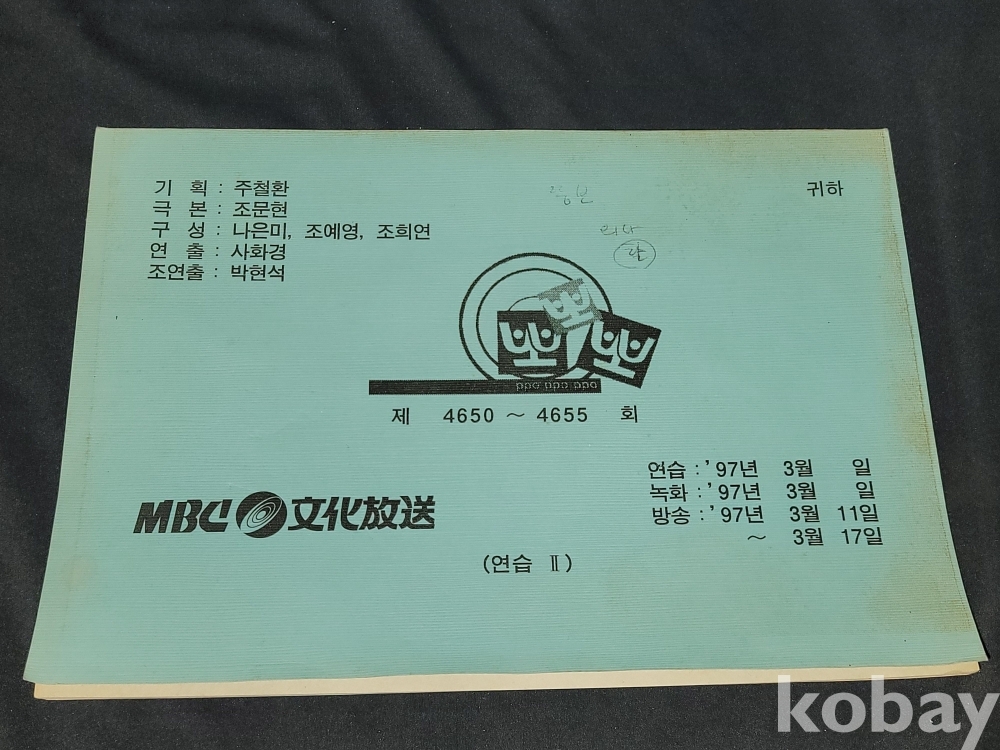 기 획 : 주철환
극 본 : 조문현
구 성 : 나은미, 조예영, 조희연
연 출 : 사화경
조연출 : 박현석
귀하
뽀뽀뽀
ppo ppo ppo
제 4650 ~ 4655 회
MBC 文化放送
연습 : '97년 3월 일
녹화 : '97년 3월 일
방송 : '97년 3월 11일
~ 3월 17일
(연습 Ⅱ)
kobay